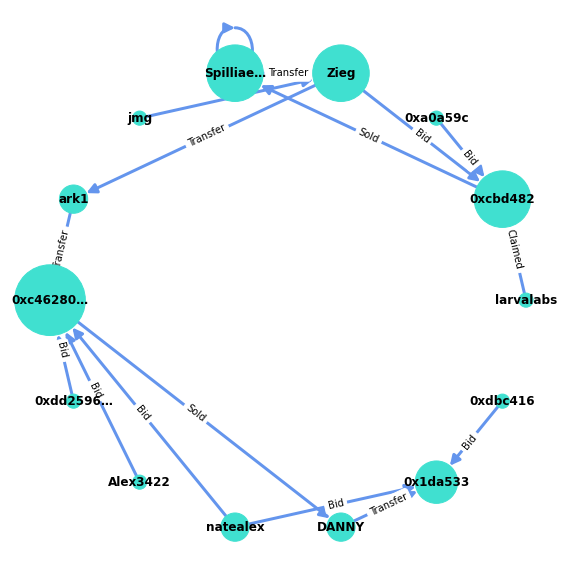 Spilliae…
Transfer
Zieg
jmg
Transfer
Sold
Bid
0xa0a59c
Bid
ark1
0xcbd482
Transfer
Claimed
0xc46280…
larvalabs
Bid
0xdd2596…
Bid
Bid
Sold
0xdbc416
Bid
Alex3422
0x1da533
Bid
Transfer
natealex
DANNY